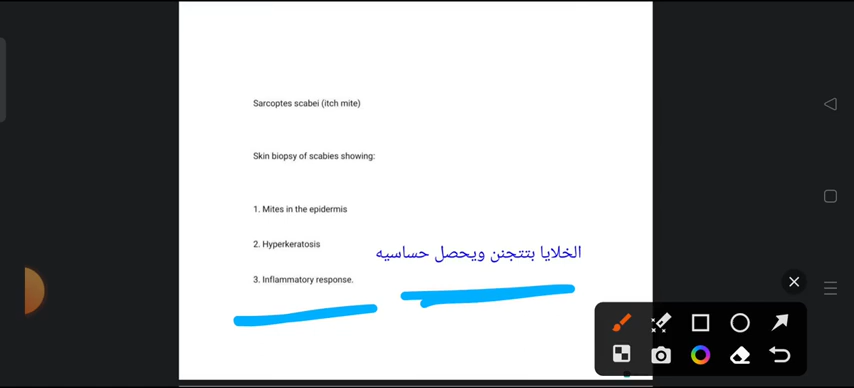 Sarcoptes scabei (itch mite)
Skin biopsy of scabies showing:
1. Mites in the epidermis
2. Hyperkeratosis
الخلايا بتتجنن ويحصل حساسيه
3. Inflammatory response.